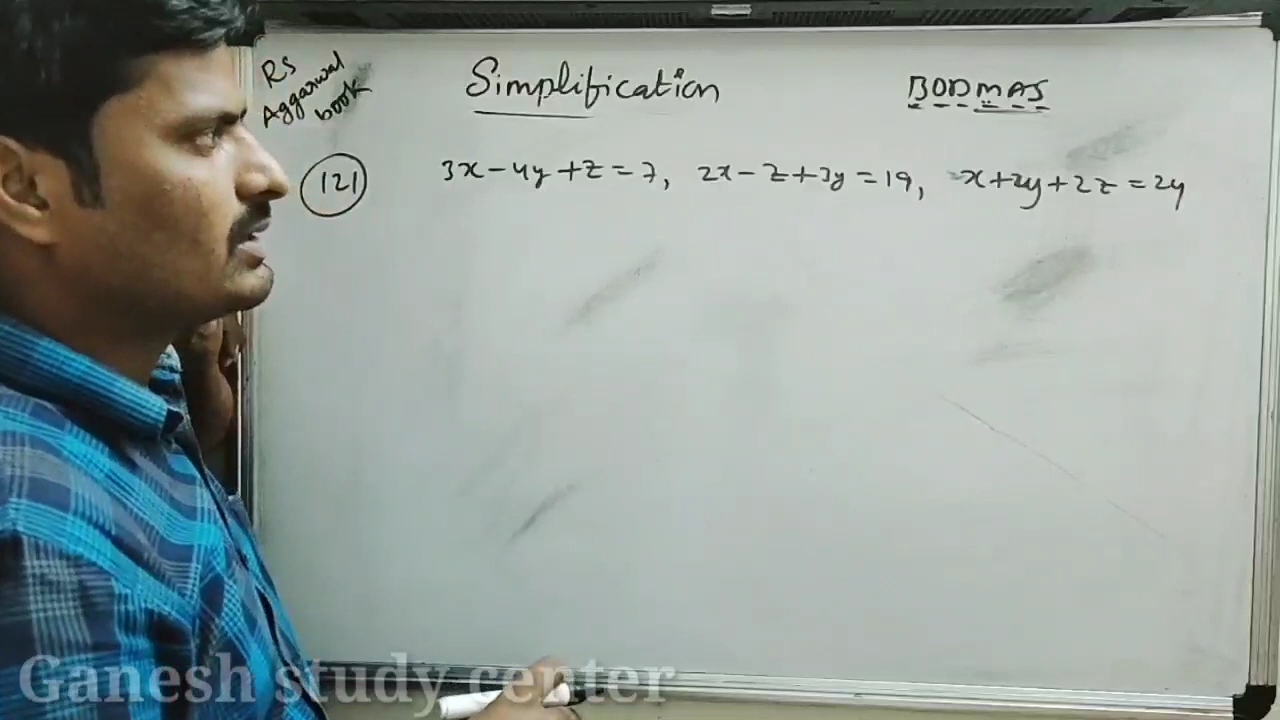 RS
Aggarwal
book
Simplification
BODMAS
121
3x - 4y + z = 7, 2x - z + 3y = 19, x + 2y + 2z = 24
Ganesh study center